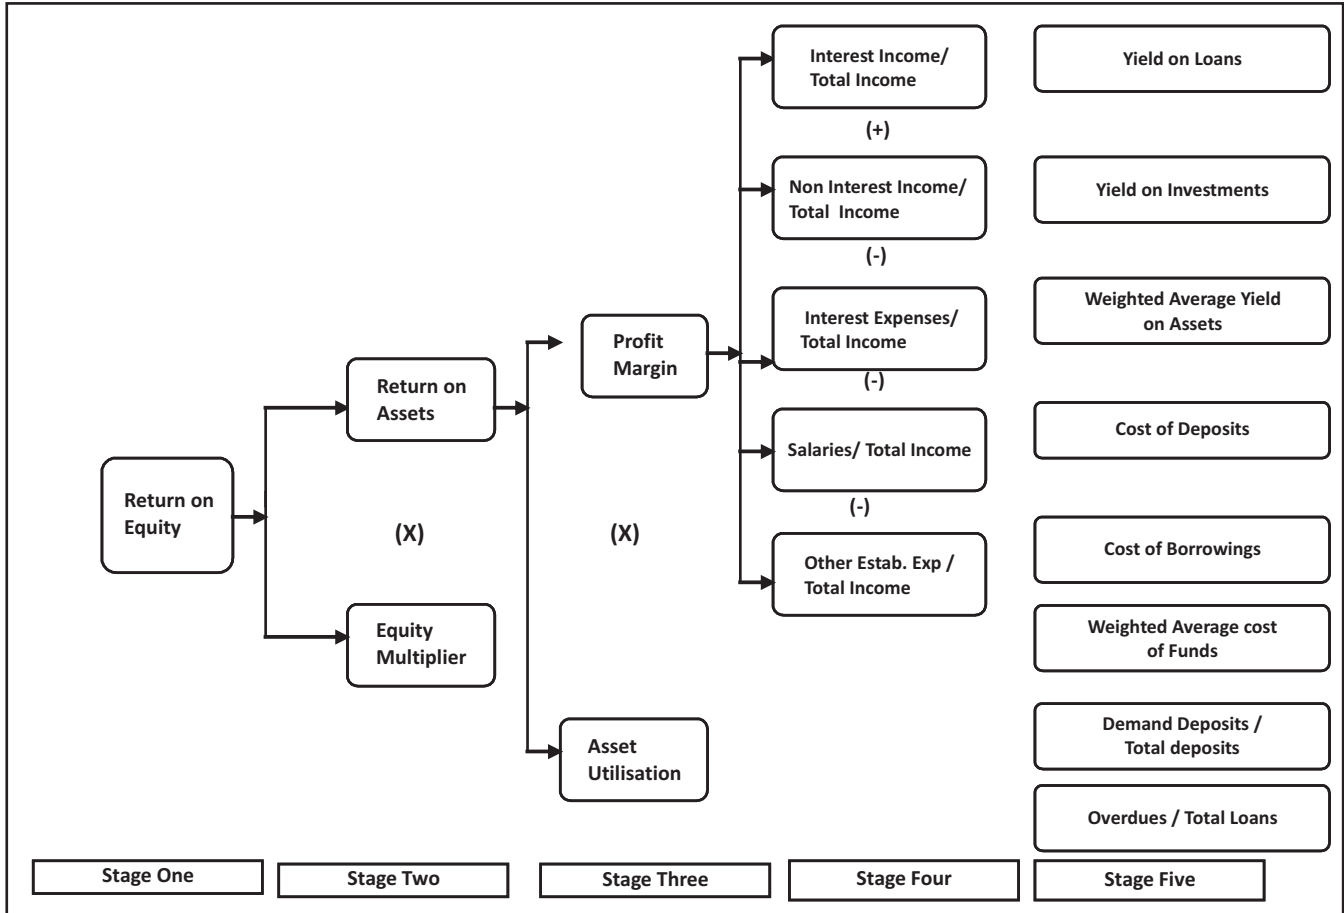 Interest Income/
Total Income
(+)
Non Interest Income/
Total Income
(-)
Interest Expenses/
Total Income
(-)
Salaries/ Total Income
(-)
Other Estab. Exp /
Total Income
Yield on Loans
Yield on Investments
Weighted Average Yield
on Assets
Cost of Deposits
Cost of Borrowings
Weighted Average cost
of Funds
Demand Deposits /
Total deposits
Overdues / Total Loans
Profit
Margin
(X)
Asset
Utilisation
Return on
Assets
(X)
Equity
Multiplier
Return on
Equity
Stage One
Stage Two
Stage Three
Stage Four
Stage Five